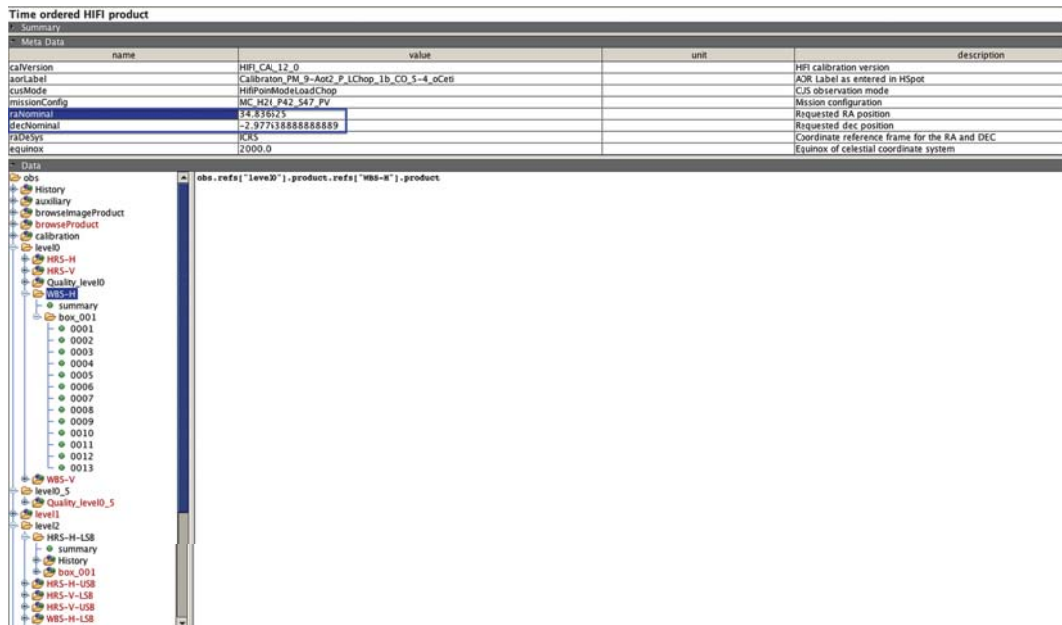 Time ordered HIFI product
Summary
Meta Data
name value unit description
calVersion HIFI_CAL_12_0 HIFI calibration version
aorLabel Calibraton_PM_9-Aot2_P_LChop_1b_CO_5-4_oCeti AOR Label as entered in HSpot
cusMode HifiPoinModeLoadChop CUS observation mode
missionConfig MC_H2(_P42_S47_PV Mission configuration
raNominal Requested RA position
decNominal Requested dec position
raDeSys ICRS Coordinate reference frame for the RA and DEC
equinox 2000.0 Equinox of celestial coordinate system
Data
obs obs.refs["level0"].product.refs["WBS-H"].product
History
auxiliary
browseImageProduct
browseProduct
calibration
level0
HRS-H
HRS-V
Quality_level0
WBS-H
summary
box_001
0001
0002
0003
0004
0005
0006
0007
0008
0009
0010
0011
0012
0013
WBS-V
level0_5
Quality_level0_5
level1
level2
HRS-H-LSB
summary
History
box_001
HRS-H-USB
HRS-V-LSB
HRS-V-USB
WBS-H-LSB